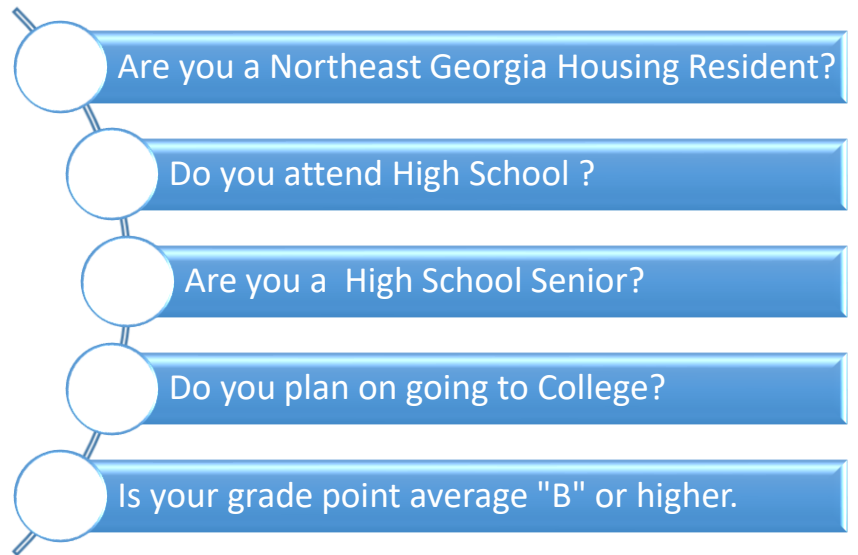 Are you a Northeast Georgia Housing Resident?
Do you attend High School ?
Are you a  High School Senior?
Do you plan on going to College?
Is your grade point average "B" or higher.